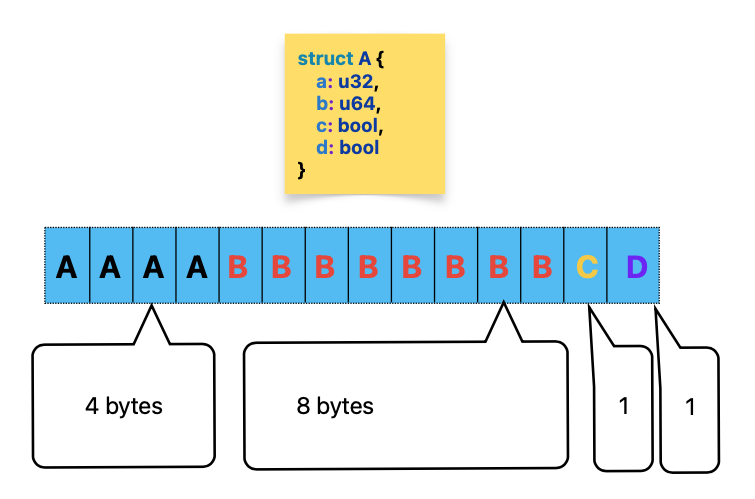 struct A {
a: u32,
b: u64,
c: bool,
d: bool
}
A A A A B B B B B B B B C D
4 bytes
8 bytes
1
1